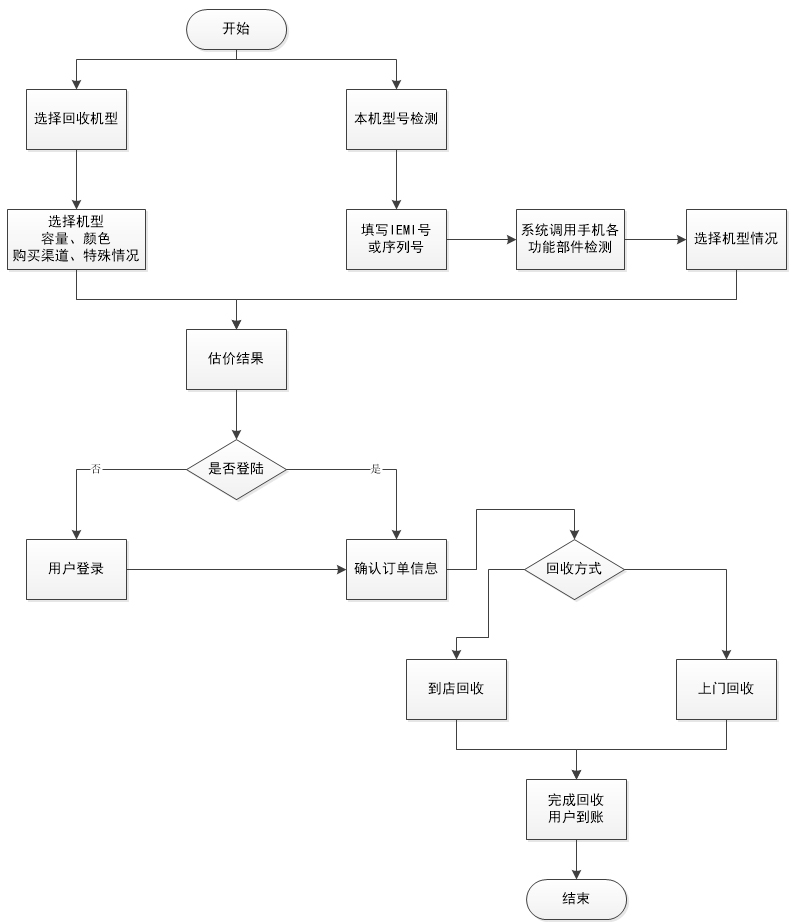 开始
选择回收机型
本机型号检测
选择机型
容量、颜色
购买渠道、特殊情况
填写IEMI号
或序列号
系统调用手机各
功能部件检测
选择机型情况
估价结果
是否登陆
否
是
用户登录
确认订单信息
回收方式
到店回收
上门回收
完成回收
用户到账
结束